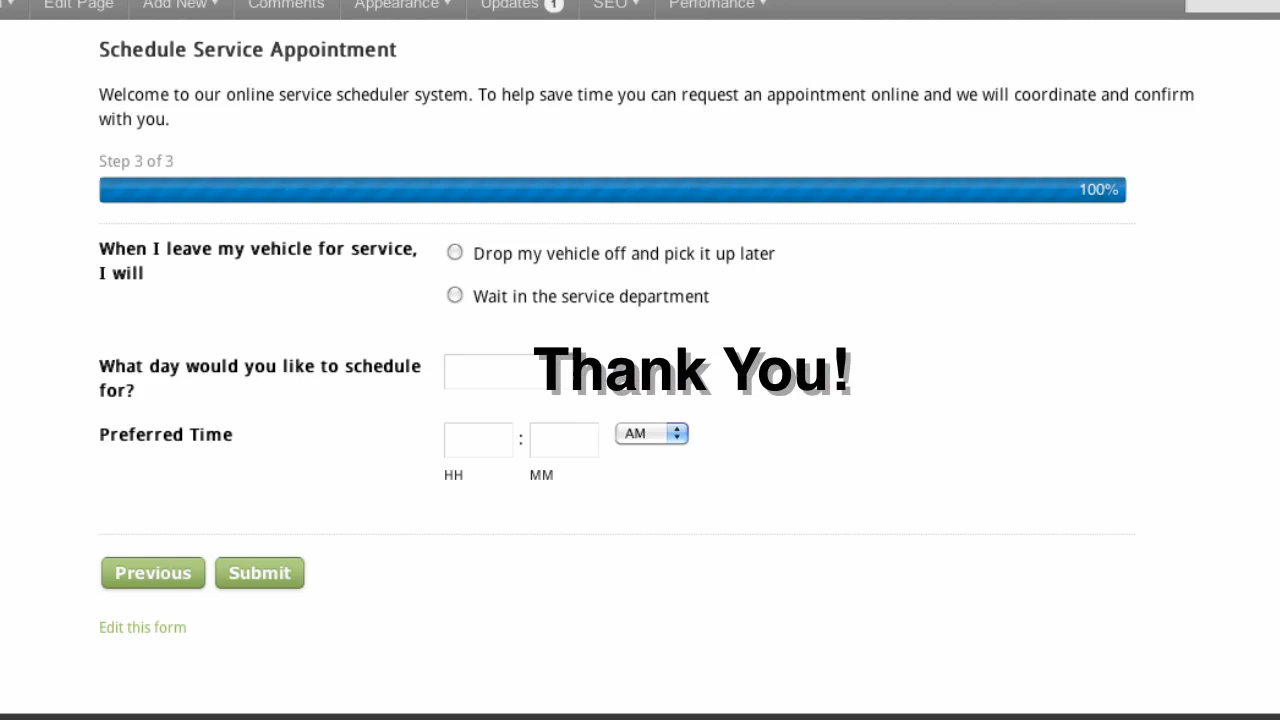 Edit Page Add New Comments Appearance Updates 1 SEO Perfomance
Schedule Service Appointment
Welcome to our online service scheduler system. To help save time you can request an appointment online and we will coordinate and confirm
with you.
Step 3 of 3
100%
When I leave my vehicle for service,
I will
Drop my vehicle off and pick it up later
Wait in the service department
What day would you like to schedule
for?
Thank You!
Preferred Time
:
AM
HH MM
Previous Submit
Edit this form